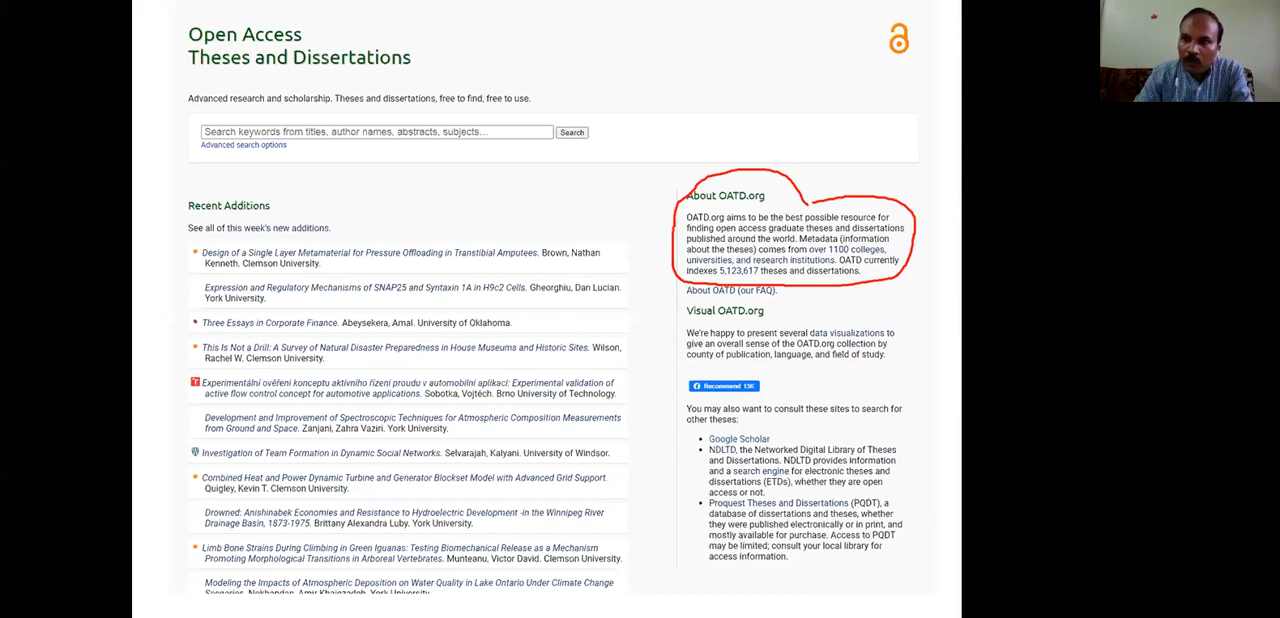 Open Access
Theses and Dissertations
Advanced research and scholarship. Theses and dissertations, free to find, free to use.
Search keywords from titles, author names, abstracts, subjects...
Search
Advanced search options
Recent Additions
See all of this week's new additions.
Design of a Single Layer Metamaterial for Pressure Offloading in Transtibial Amputees. Brown, Nathan
Kenneth. Clemson University.
Expression and Regulatory Mechanisms of SNAP25 and Syntaxin 1A in H9c2 Cells. Gheorghiu, Dan Lucian.
York University.
Three Essays in Corporate Finance. Abeysekera, Amal. University of Oklahoma.
This Is Not a Drill: A Survey of Natural Disaster Preparedness in House Museums and Historic Sites. Wilson,
Rachel W. Clemson University.
Experimentální ověření konceptu aktivního řízení proudu v automobilní aplikaci: Experimental validation of
active flow control concept for automotive applications. Sobotka, Vojtěch. Brno University of Technology.
Development and Improvement of Spectroscopic Techniques for Atmospheric Composition Measurements
from Ground and Space. Zanjani, Zahra Vaziri. York University.
Investigation of Team Formation in Dynamic Social Networks. Selvarajah, Kalyani. University of Windsor.
Combined Heat and Power Dynamic Turbine and Generator Blockset Model with Advanced Grid Support.
Quigley, Kevin T. Clemson University.
Drowned: Anishinabek Economies and Resistance to Hydroelectric Development -in the Winnipeg River
Drainage Basin, 1873-1975. Brittany Alexandra Luby. York University.
Limb Bone Strains During Climbing in Green Iguanas: Testing Biomechanical Release as a Mechanism
Promoting Morphological Transitions in Arboreal Vertebrates. Munteanu, Victor David. Clemson University.
Modeling the Impacts of Atmospheric Deposition on Water Quality in Lake Ontario Under Climate Change
Scenarios. Nokhandan, Amir Khajezadeh. York University.
About OATD.org
OATD.org aims to be the best possible resource for
finding open access graduate theses and dissertations
published around the world. Metadata (information
about the theses) comes from over 1100 colleges,
universities, and research institutions. OATD currently
indexes 5,123,617 theses and dissertations.
About OATD (our FAQ).
Visual OATD.org
We're happy to present several data visualizations to
give an overall sense of the OATD.org collection by
county of publication, language, and field of study.
Recommend 13K
You may also want to consult these sites to search for
other theses:
• Google Scholar
• NDLTD, the Networked Digital Library of Theses
and Dissertations. NDLTD provides information
and a search engine for electronic theses and
dissertations (ETDs), whether they are open
access or not.
• Proquest Theses and Dissertations (PQDT), a
database of dissertations and theses, whether
they were published electronically or in print, and
mostly available for purchase. Access to PQDT
may be limited; consult your local library for
access information.